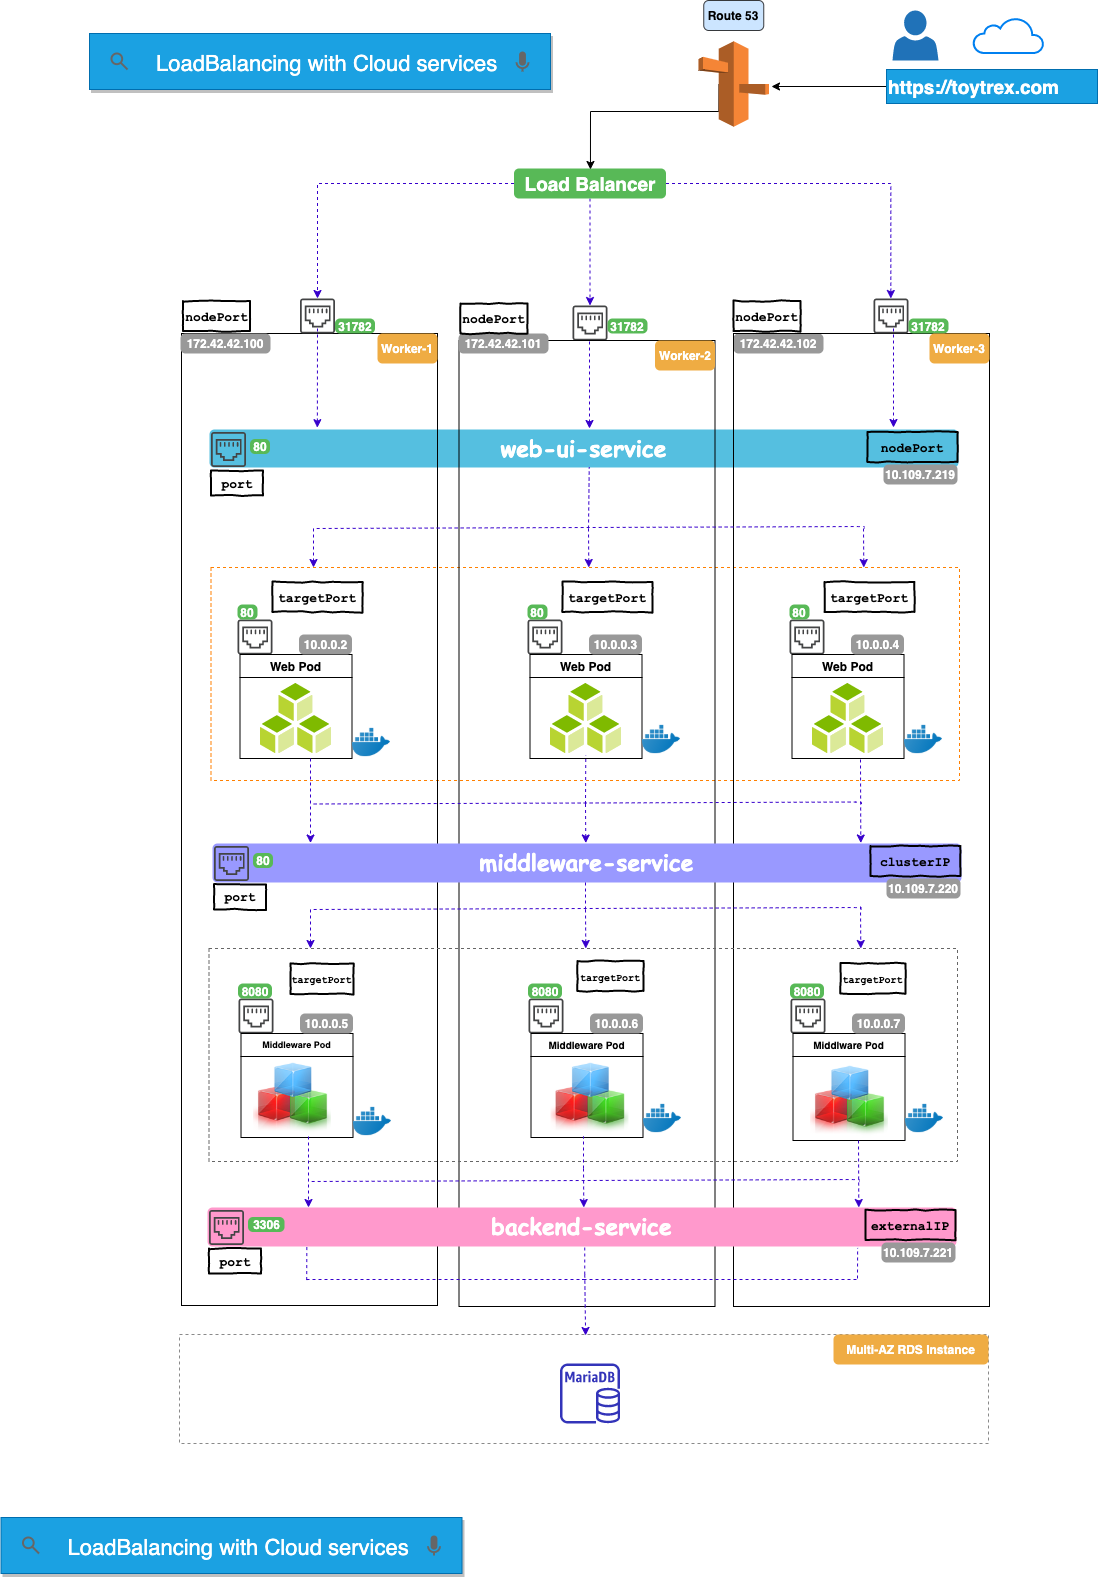 Route 53
LoadBalancing with Cloud services
https://toytrex.com
Load Balancer
nodePort
31782
172.42.42.100
Worker-1
nodePort
31782
172.42.42.101
Worker-2
nodePort
31782
172.42.42.102
Worker-3
80
web-ui-service
nodePort
port
10.109.7.219
targetPort
targetPort
targetPort
80
80
80
10.0.0.2
10.0.0.3
10.0.0.4
Web Pod
Web Pod
Web Pod
80
middleware-service
clusterIP
port
10.109.7.220
targetPort
targetPort
targetPort
8080
8080
8080
10.0.0.5
10.0.0.6
10.0.0.7
Middleware Pod
Middleware Pod
Middlware Pod
3306
backend-service
externalIP
port
10.109.7.221
Multi-AZ RDS Instance
MariaDB
LoadBalancing with Cloud services